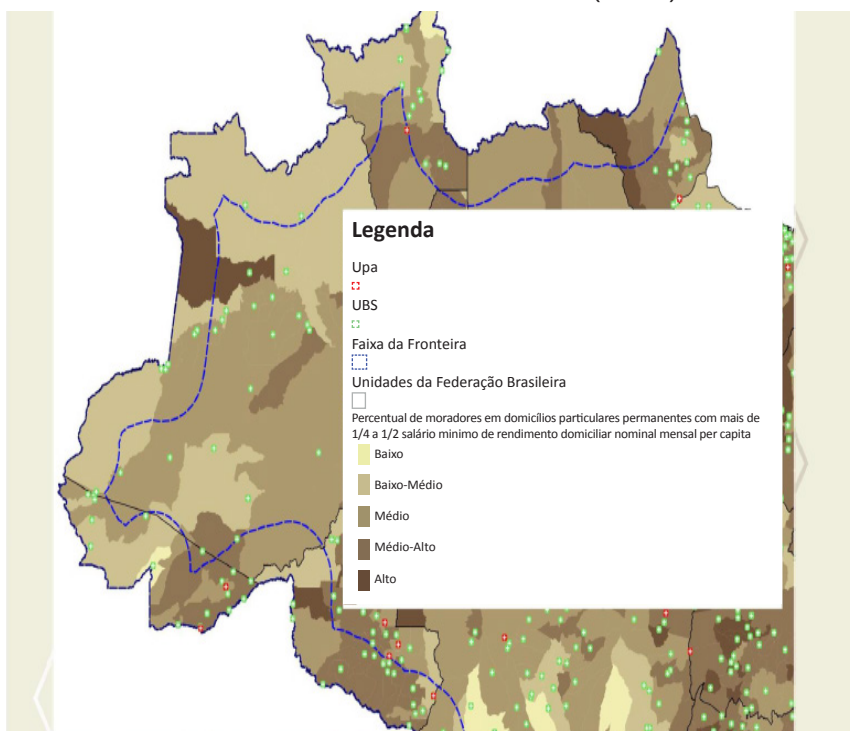 Legenda
Upa
UBS
Faixa da Fronteira
Unidades da Federação Brasileira
Percentual de moradores em domicílios particulares permanentes com mais de
1/4 a 1/2 salário minimo de rendimento domiciliar nominal mensal per capita
Baixo
Baixo-Médio
Médio
Médio-Alto
Alto